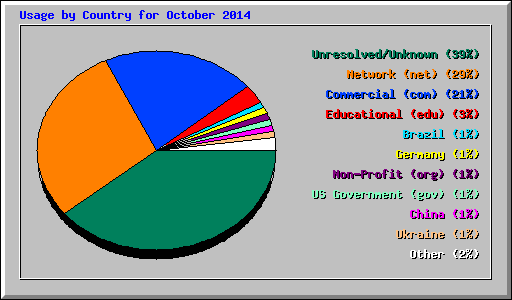 Usage by Country for October 2014
Unresolved/Unknown (39%)
Network (net) (29%)
Commercial (com) (21%)
Educational (edu) (3%)
Brazil (1%)
Germany (1%)
Non-Profit (org) (1%)
US Government (gov) (1%)
China (1%)
Ukraine (1%)
Other (2%)